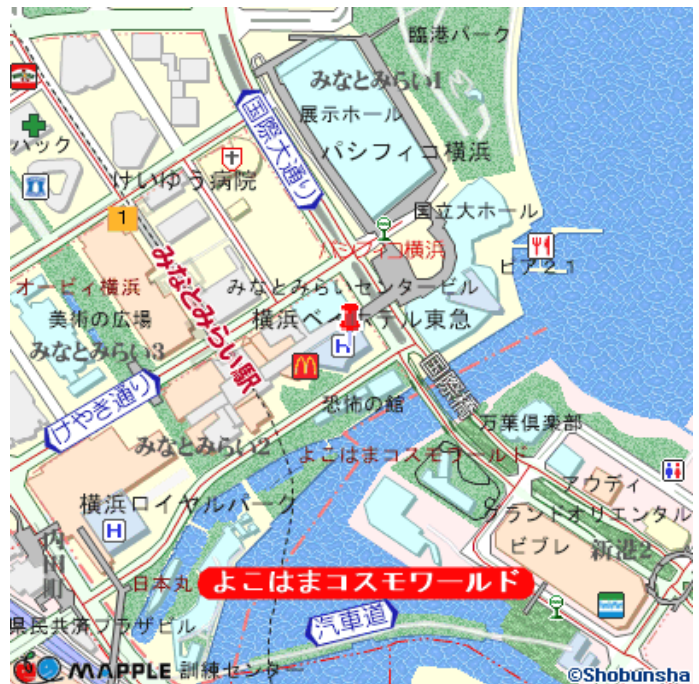 臨港パーク
みなとみらい1
展示ホール
パシフィコ横浜
国際大通り
けいゆう病院
国立大ホール
1
パシフィコ横浜
ピア21
みなとみらい駅
オービィ横浜
みなとみらいセンタービル
美術の広場
横浜ベイホテル東急
みなとみらい3
H
M
けやき通り
国際橋
恐怖の館
万葉倶楽部
みなとみらい2
よこはまコスモワールド
アウディ
横浜ロイヤルパーク
グランドオリエンタル
H
ビブレ
新港2
内田町
日本丸
よこはまコスモワールド
汽車道
県民共済プラザビル
MAPPLE
訓練センター
©Shobunsha